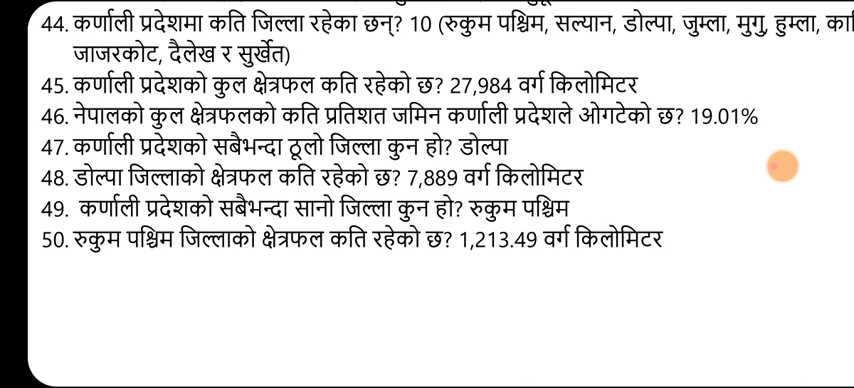 44. कर्णाली प्रदेशमा कति जिल्ला रहेका छन्? 10 (रुकुम पश्चिम, सल्यान, डोल्पा, जुम्ला, मुगु, हुम्ला,
जाजरकोट, दैलेख र सुर्खेत)
45. कर्णाली प्रदेशको कुल क्षेत्रफल कति रहेको छ? 27,984 वर्ग किलोमिटर
46. नेपालको कुल क्षेत्रफलको कति प्रतिशत जमिन कर्णाली प्रदेशले ओगटेको छ? 19.01%
47. कर्णाली प्रदेशको सबैभन्दा ठूलो जिल्ला कुन हो? डोल्पा
48. डोल्पा जिल्लाको क्षेत्रफल कति रहेको छ? 7,889 वर्ग किलोमिटर
49. कर्णाली प्रदेशको सबैभन्दा सानो जिल्ला कुन हो? रुकुम पश्चिम
50. रुकुम पश्चिम जिल्लाको क्षेत्रफल कति रहेको छ? 1,213.49 वर्ग किलोमिटर